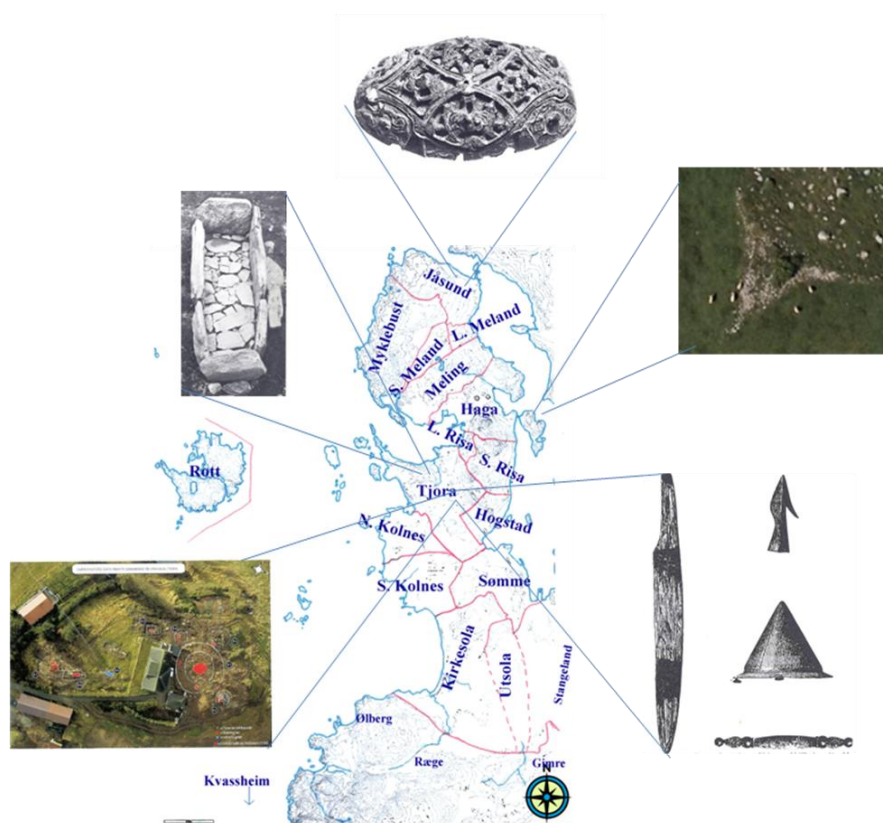 Jåsund
Myklebust
L. Meland
S. Meland
Meling
Haga
L. Risa
S. Risa
Rott
Tjora
Hogstad
N. Kolnes
S. Kolnes
Sømme
Kirkesola
Utsola
Stangeland
Ølberg
Ræge
Gimre
Kvassheim
N